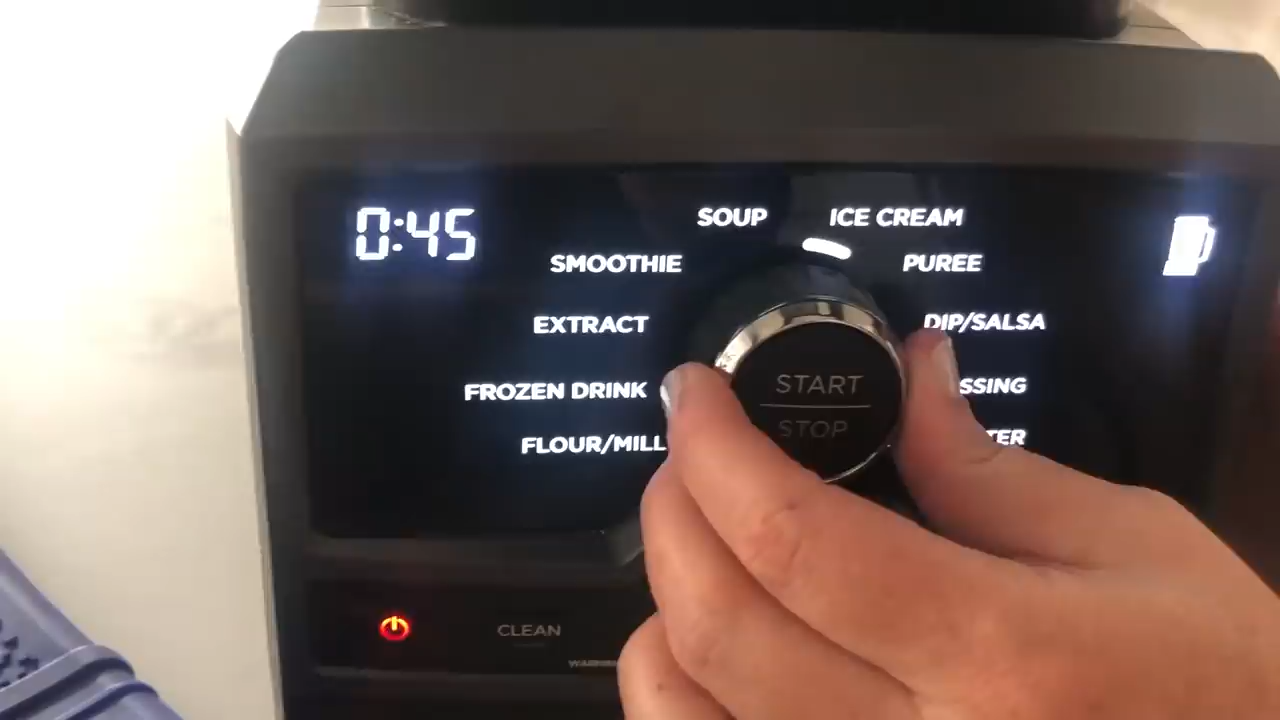 0:45
SOUP
ICE CREAM
SMOOTHIE
PUREE
EXTRACT
DIP/SALSA
FROZEN DRINK
START
STOP
FLOUR/MILL
CLEAN